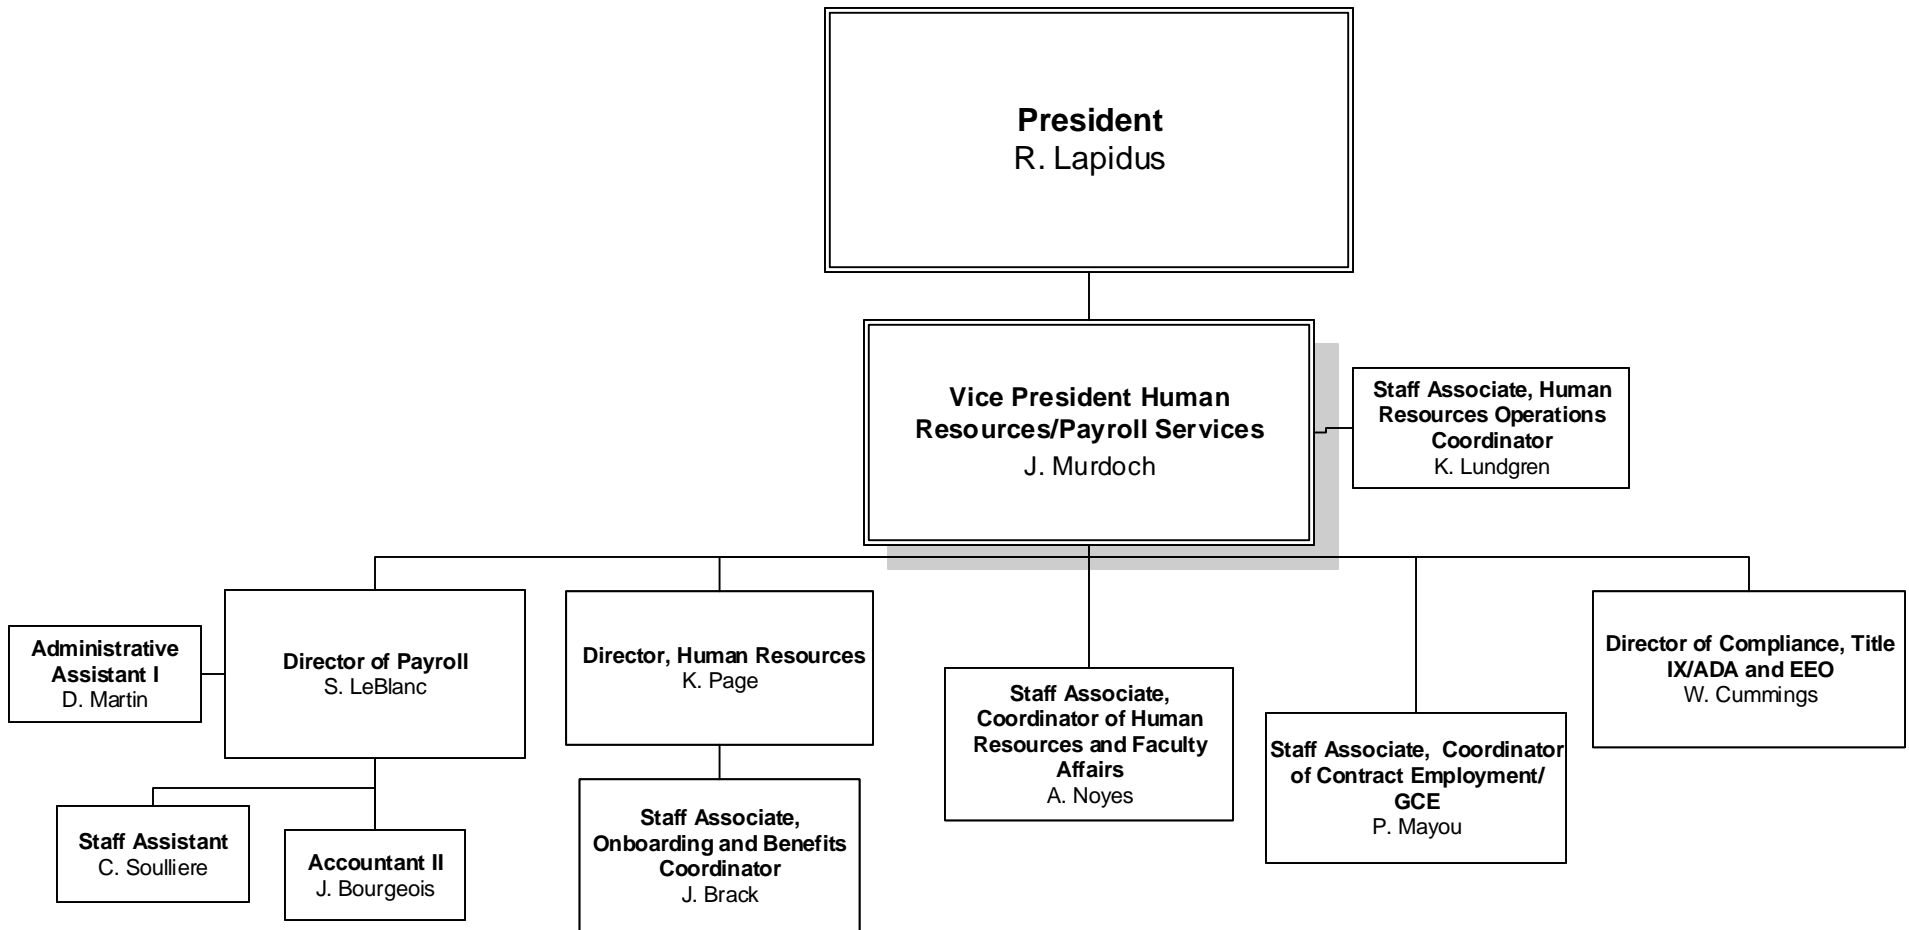 President
R. Lapidus
Vice President Human
Resources/Payroll Services
J. Murdoch
Staff Associate, Human
Resources Operations
Coordinator
K. Lundgren
Administrative
Assistant I
D. Martin
Director of Payroll
S. LeBlanc
Director, Human Resources
K. Page
Staff Associate,
Coordinator of Human
Resources and Faculty
Affairs
A. Noyes
Staff Associate, Coordinator
of Contract Employment/
GCE
P. Mayou
Director of Compliance, Title
IX/ADA and EEO
W. Cummings
Staff Assistant
C. Soulliere
Accountant II
J. Bourgeois
Staff Associate,
Onboarding and Benefits
Coordinator
J. Brack